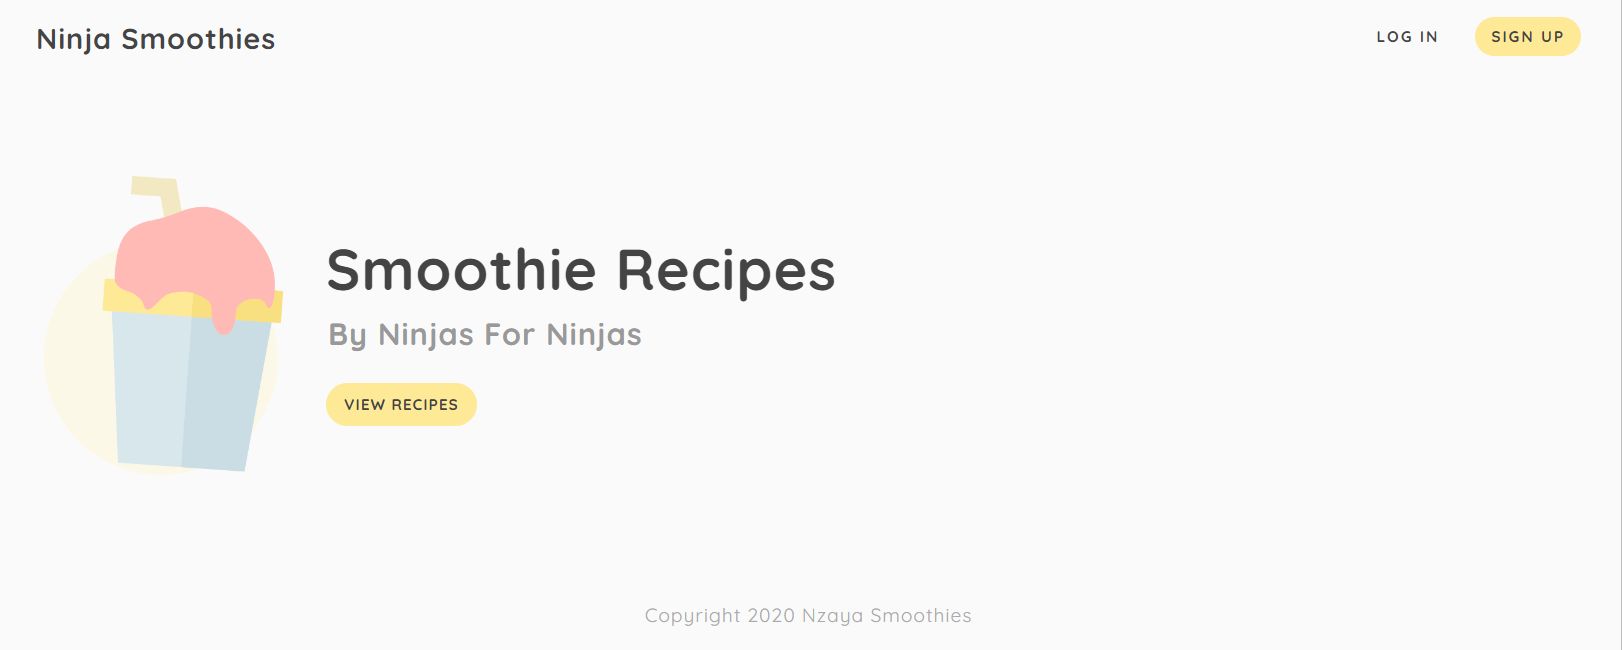 Ninja Smoothies
LOG IN
SIGN UP
Smoothie Recipes
By Ninjas For Ninjas
VIEW RECIPES
Copyright 2020 Nzaya Smoothies